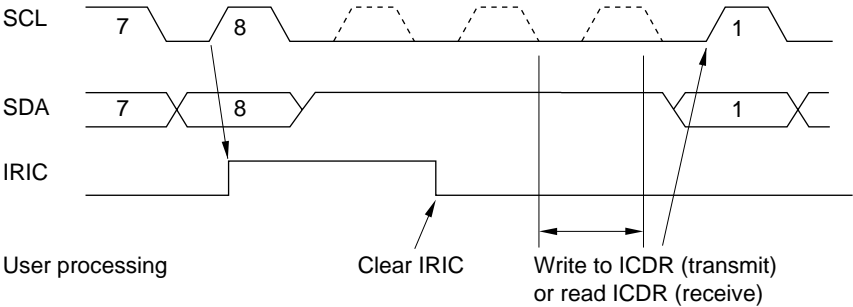 SCL 7 8 1
SDA 7 8 1
IRIC
User processing Clear IRIC Write to ICDR (transmit)
or read ICDR (receive)